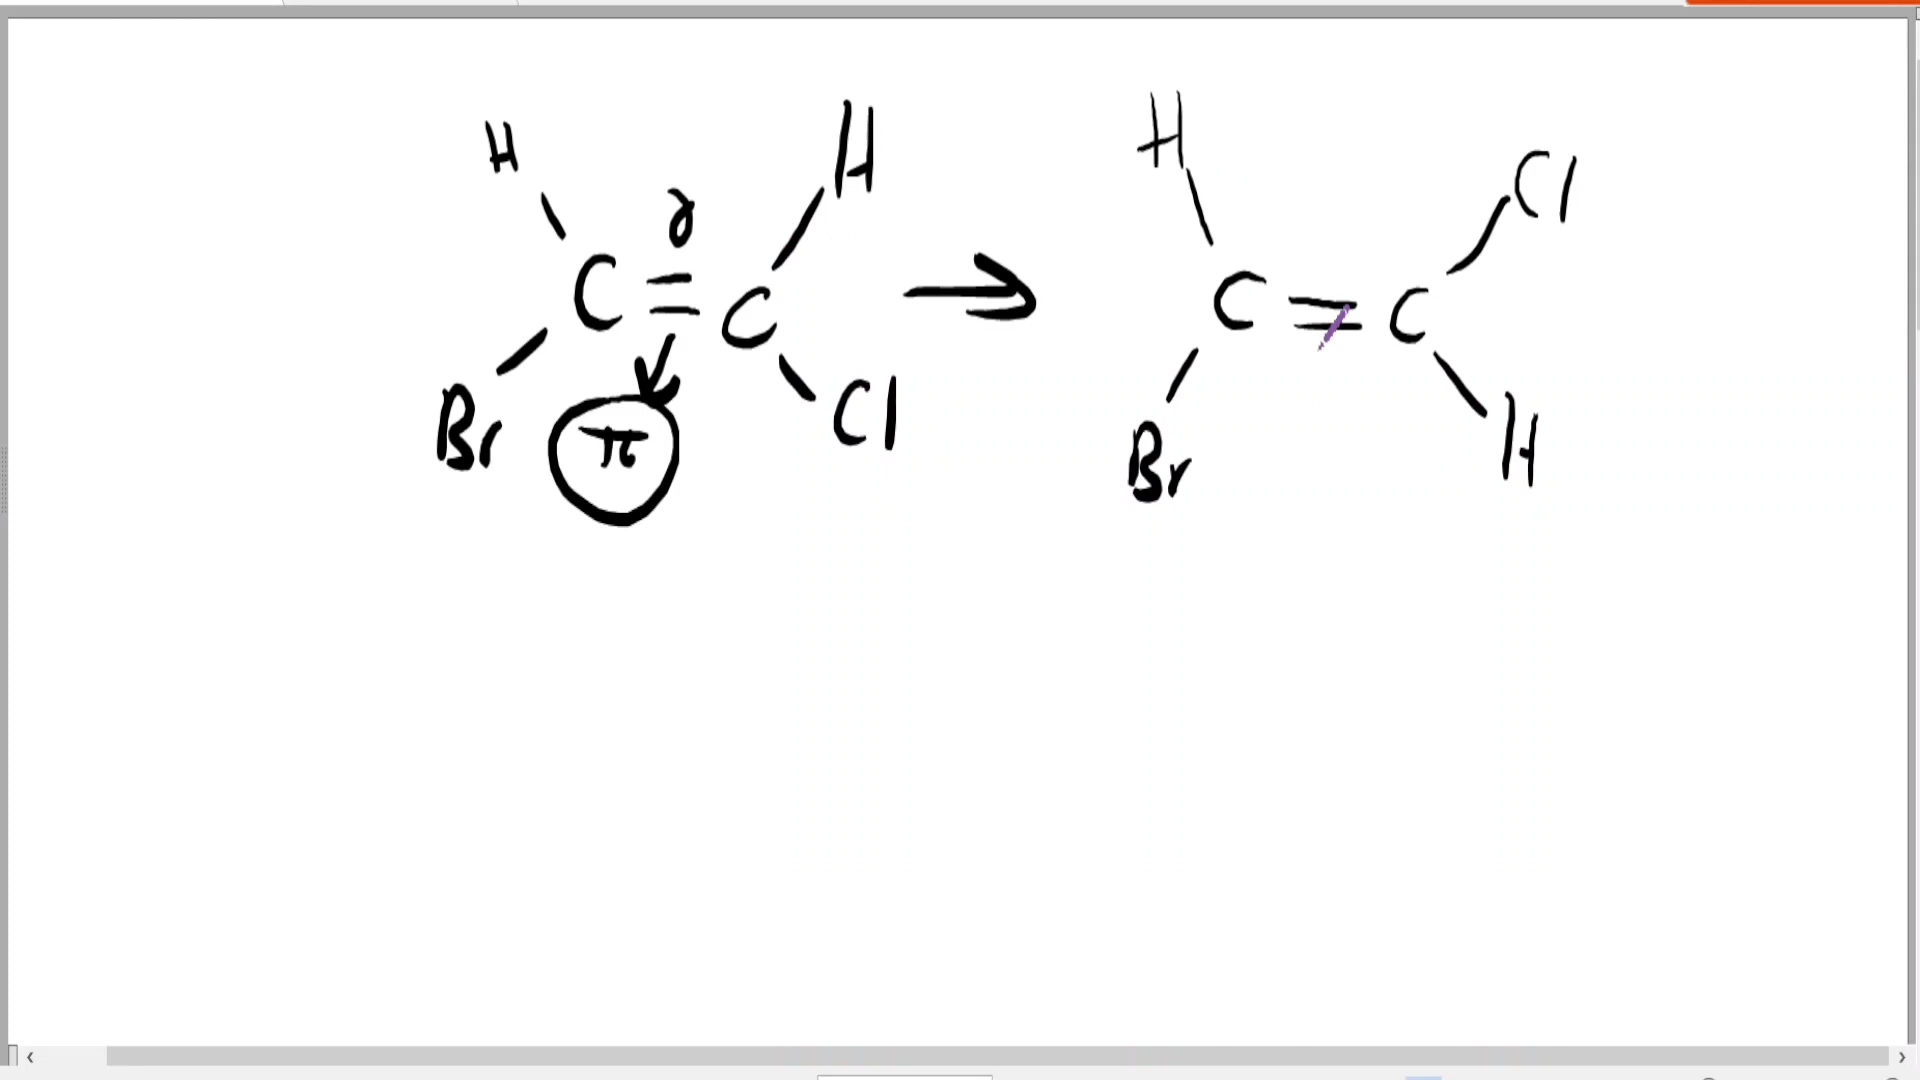 H H H Cl
C = C → C = C
Br π Cl Br H